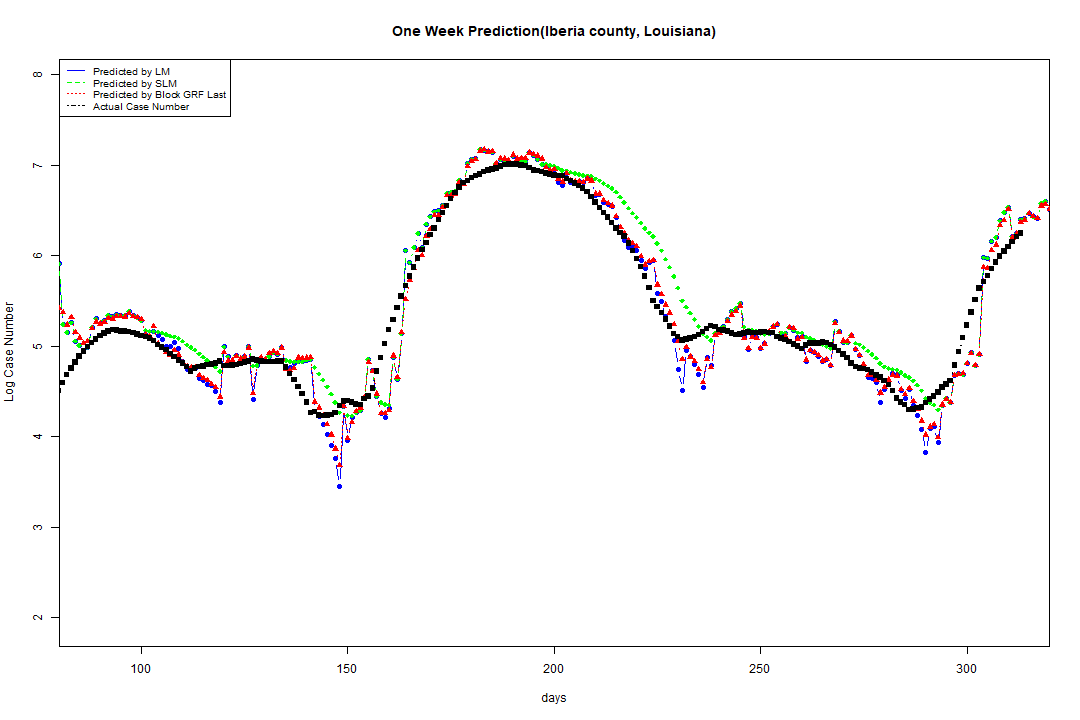 One Week Prediction(Iberia county, Louisiana)
Predicted by LM
Predicted by SLM
Predicted by Block GRF Last
Actual Case Number
8
7
6
5
4
3
2
Log Case Number
100 150 200 250 300
days